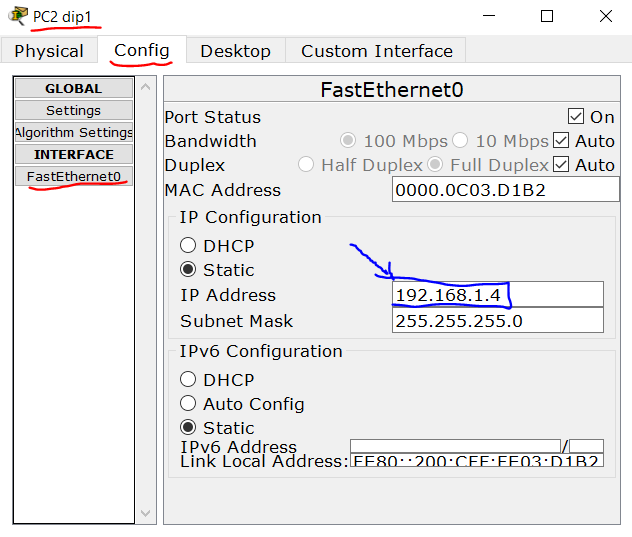 PC2 dip1
Physical Config Desktop Custom Interface
GLOBAL
Settings
Algorithm Settings
INTERFACE
FastEthernet0
FastEthernet0
Port Status On
Bandwidth 100 Mbps 10 Mbps Auto
Duplex Half Duplex Full Duplex Auto
MAC Address 0000.0C03.D1B2
IP Configuration
DHCP
Static
IP Address 192.168.1.4
Subnet Mask 255.255.255.0
IPv6 Configuration
DHCP
Auto Config
Static
IPv6 Address /
Link Local Address: FE80::200:CFF:FE03:D1B2